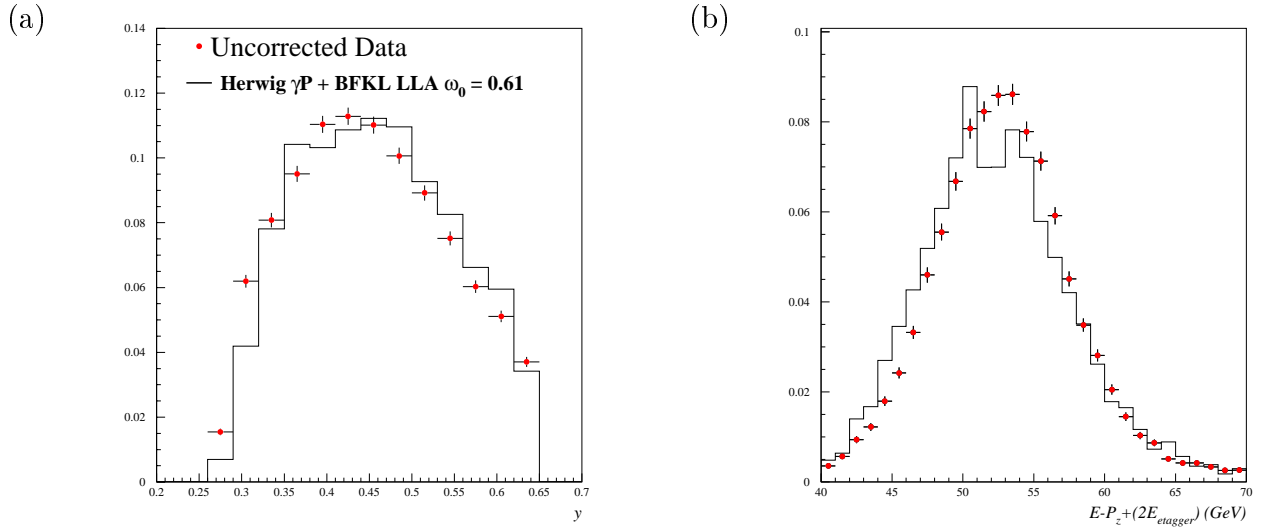 (a)
0.14
0.12
0.1
0.08
0.06
0.04
0.02
0
Uncorrected Data
Herwig γP + BFKL LLA ω₀ = 0.61
0.2 0.25 0.3 0.35 0.4 0.45 0.5 0.55 0.6 0.65 0.7
y
(b)
0.1
0.08
0.06
0.04
0.02
0
40 45 50 55 60 65 70
E-P_z+(2E_etagger) (GeV)